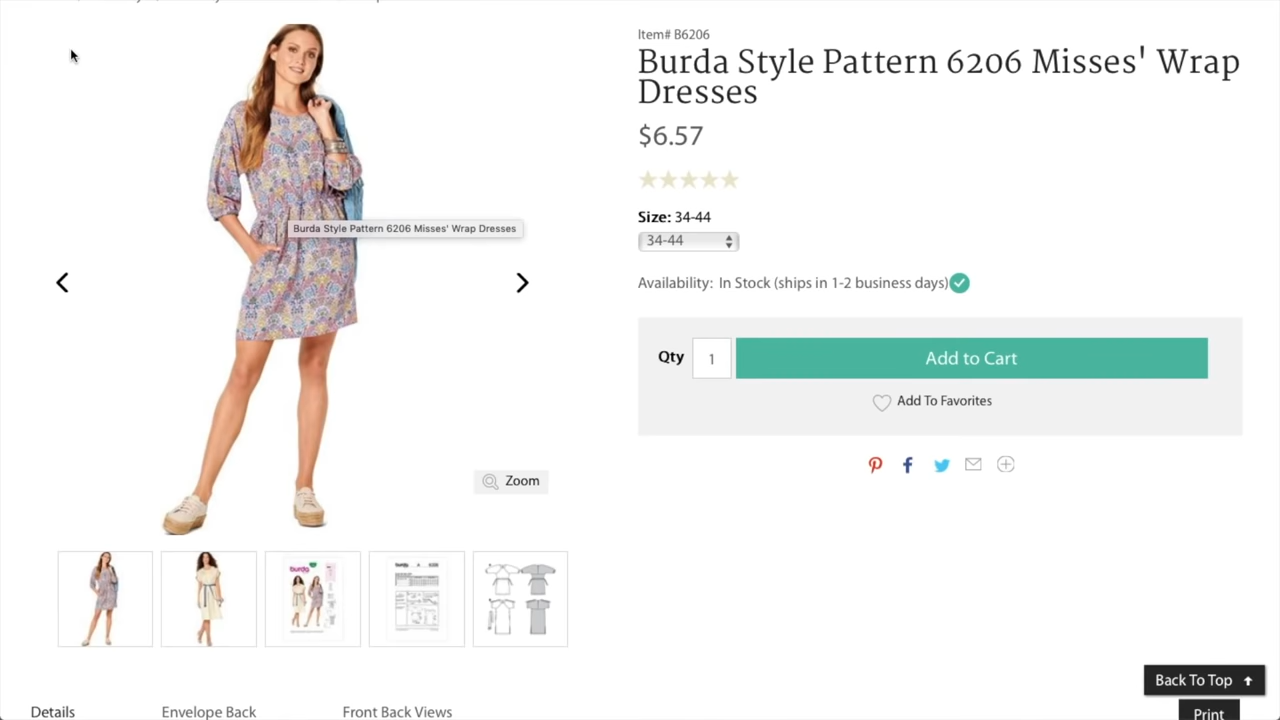 Item# B6206
Burda Style Pattern 6206 Misses' Wrap
Dresses
$6.57
Size: 34-44
34-44
Availability: In Stock (ships in 1-2 business days)
Qty 1 Add to Cart
Add To Favorites
Burda Style Pattern 6206 Misses' Wrap Dresses
Zoom
burda
Back To Top
Print
Details Envelope Back Front Back Views